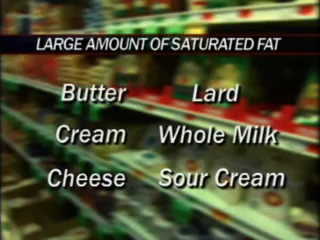 LARGE AMOUNT OF SATURATED FAT
Butter Lard
Cream Whole Milk
Cheese Sour Cream